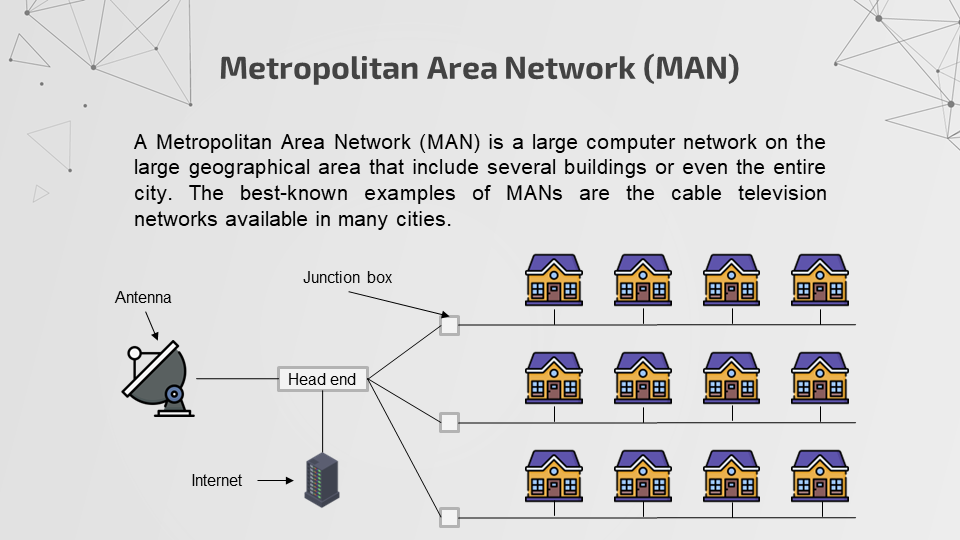 Metropolitan Area Network (MAN)
A Metropolitan Area Network (MAN) is a large computer network on the
large geographical area that include several buildings or even the entire
city. The best-known examples of MANs are the cable television
networks available in many cities.
Junction box
Antenna
Head end
Internet